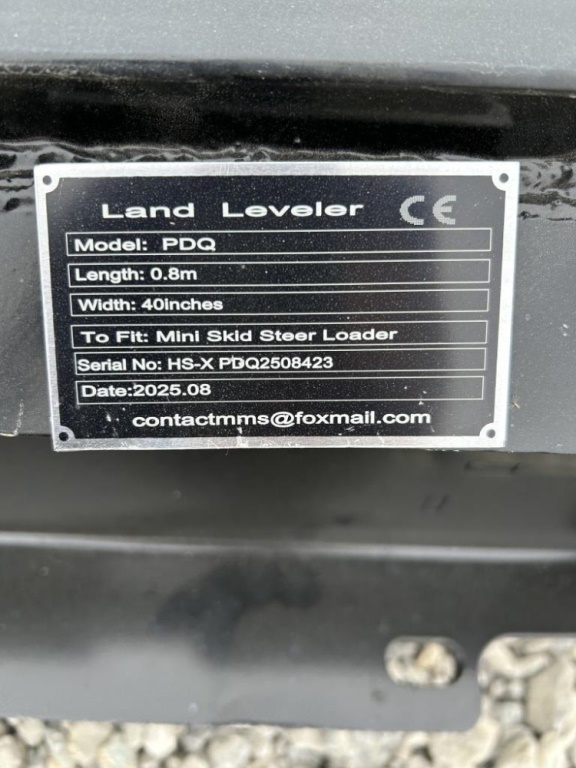 Land Leveler CE
Model: PDQ
Length: 0.8m
Width: 40inches
To Fit: Mini Skid Steer Loader
Serial No: HS-X PDQ2508423
Date:2025.08
contactmms@foxmail.com